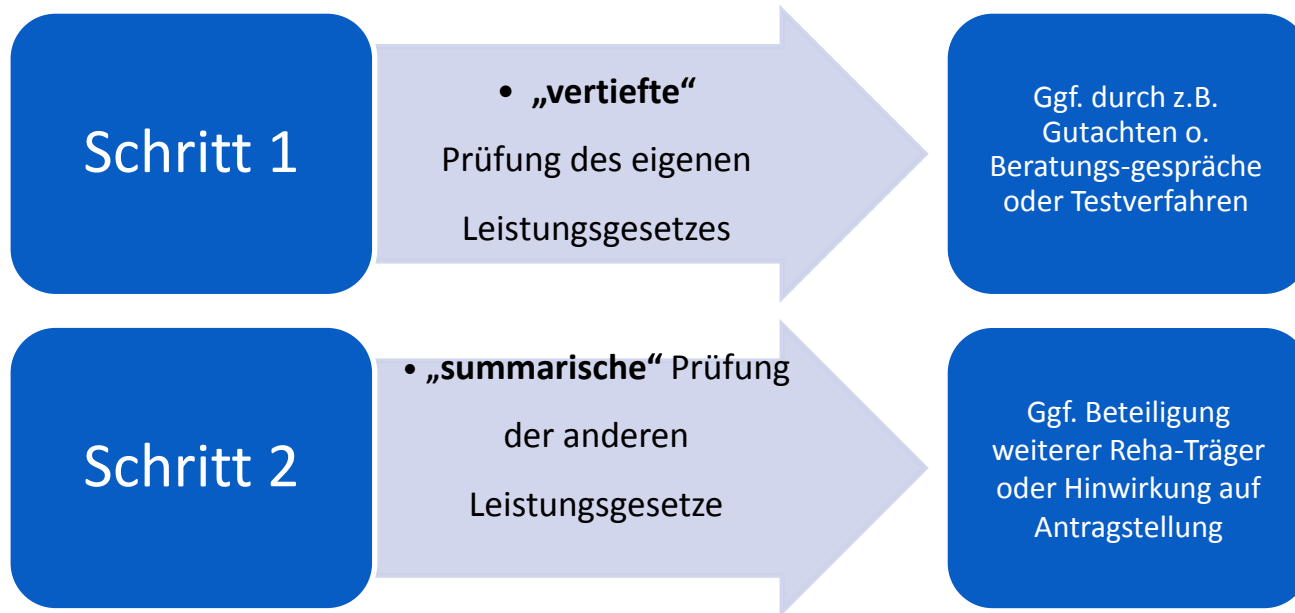 Schritt 1
• „vertiefte“
Prüfung des eigenen
Leistungsgesetzes
Ggf. durch z.B.
Gutachten o.
Beratungs-gespräche
oder Testverfahren
Schritt 2
• „summarische“ Prüfung
der anderen
Leistungsgesetze
Ggf. Beteiligung
weiterer Reha-Träger
oder Hinwirkung auf
Antragstellung